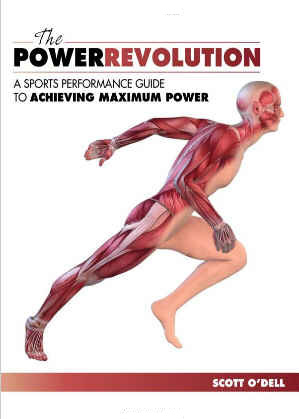 The
POWERREVOLUTION
A SPORTS PERFORMANCE GUIDE
TO ACHIEVING MAXIMUM POWER
SCOTT O'DELL